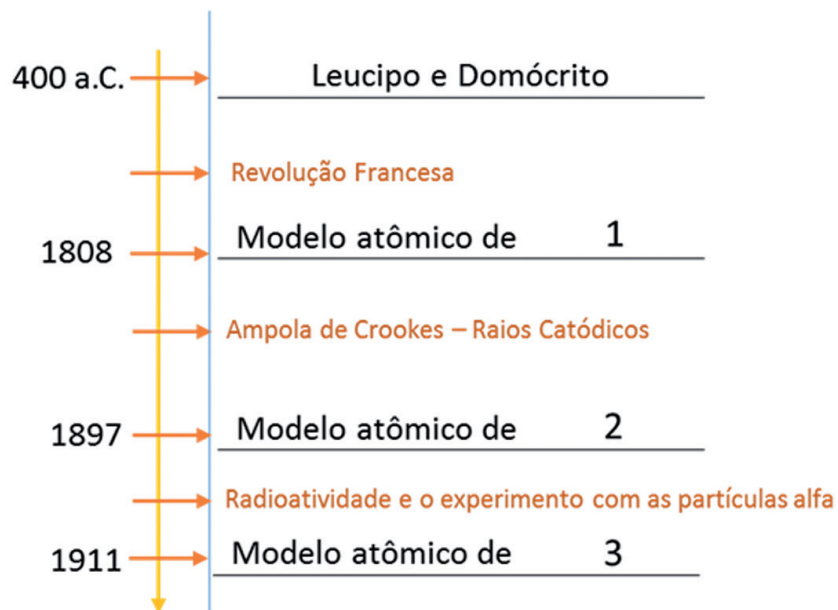 400 a.C. Leucipo e Domócrito
Revolução Francesa
1808 Modelo atômico de 1
Ampola de Crookes – Raios Catódicos
1897 Modelo atômico de 2
Radioatividade e o experimento com as partículas alfa
1911 Modelo atômico de 3